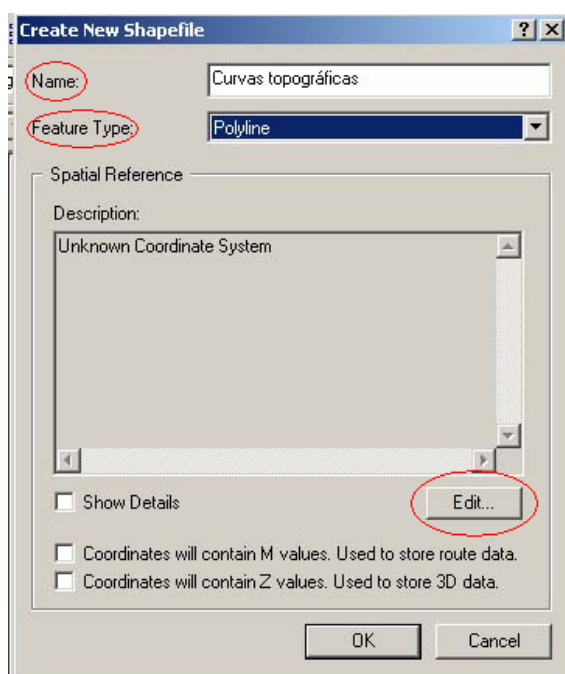 Create New Shapefile
Name:
Curvas topográficas
Feature Type:
Polyline
Spatial Reference
Description:
Unknown Coordinate System
Show Details
Edit...
Coordinates will contain M values. Used to store route data.
Coordinates will contain Z values. Used to store 3D data.
OK
Cancel